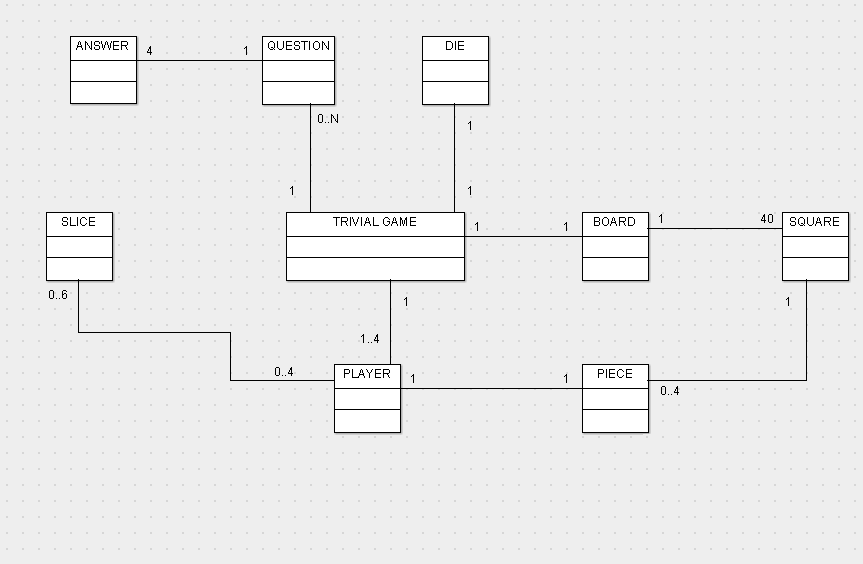 ANSWER 4 1 QUESTION DIE
0..N 1
1 1
SLICE TRIVIAL GAME 1 1 BOARD 1 40 SQUARE
0..6 1 1
1..4
0..4 PLAYER 1 1 PIECE 0..4